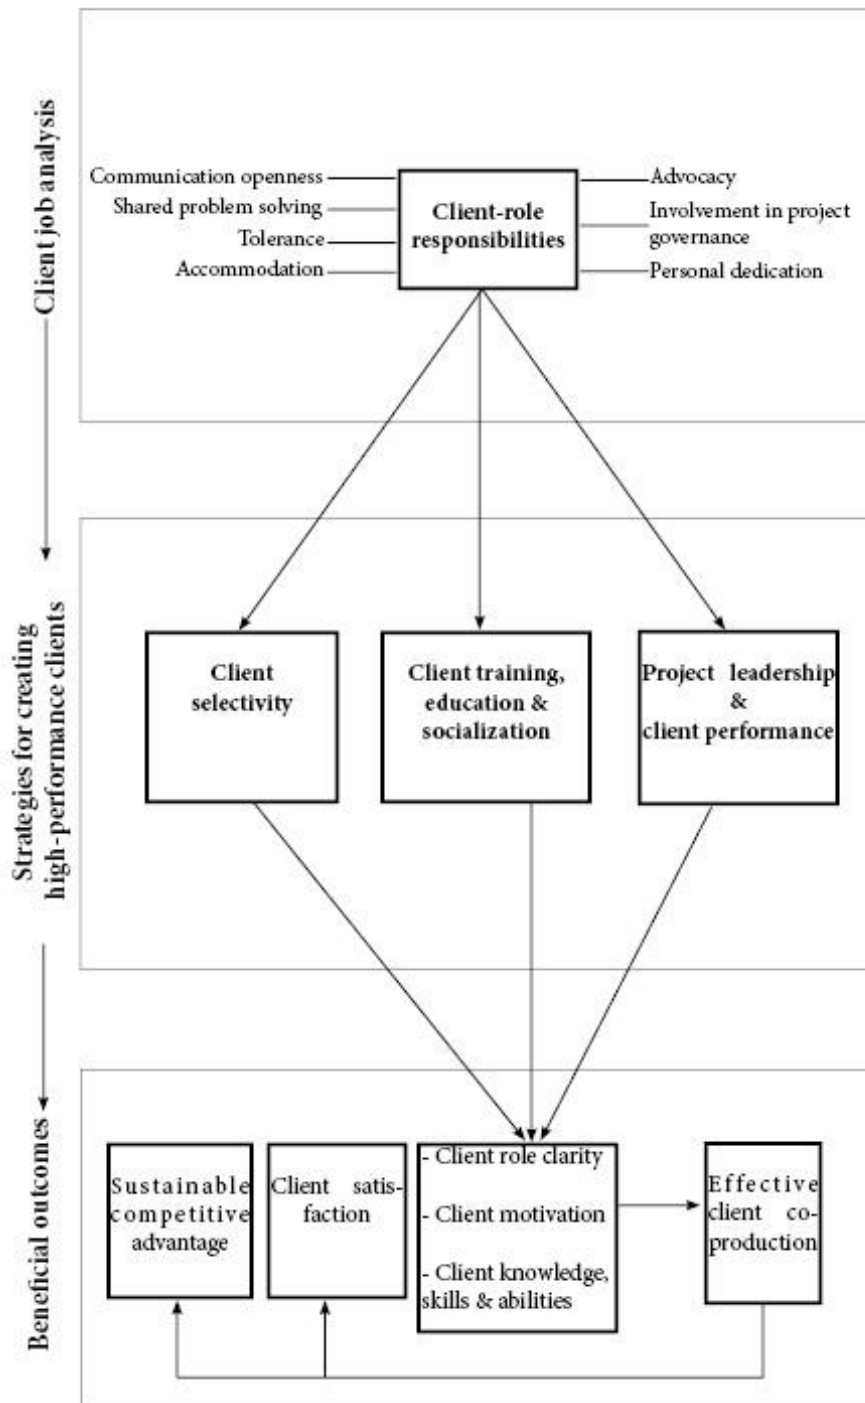 Client job analysis
Communication openness
Shared problem solving
Tolerance
Accommodation
Client-role
responsibilities
Advocacy
Involvement in project
governance
Personal dedication
Strategies for creating
high-performance clients
Client
selectivity
Client training,
education &
socialization
Project leadership
&
client performance
Beneficial outcomes
Sustainable
competitive
advantage
Client satis-
faction
- Client role clarity
- Client motivation
- Client knowledge,
skills & abilities
Effective
client co-
production